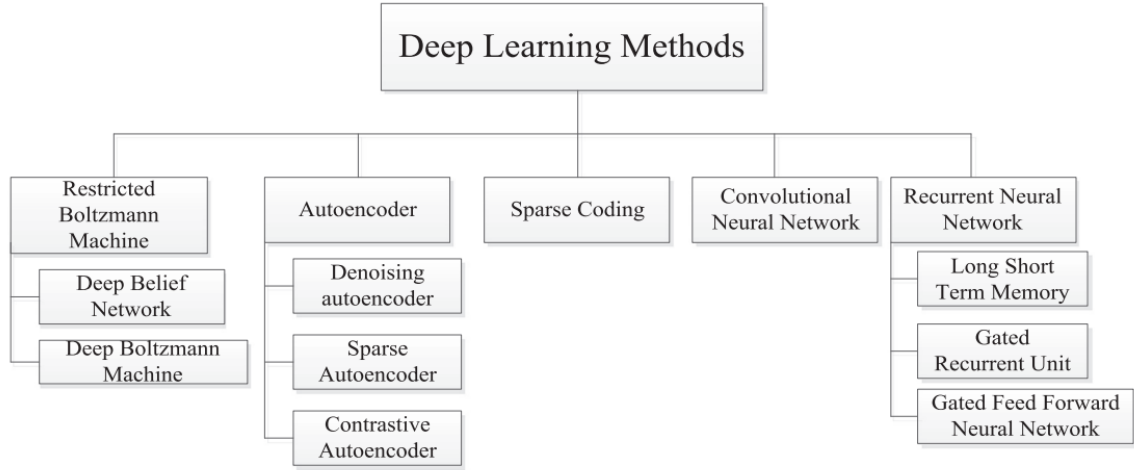 Deep Learning Methods
Restricted
Boltzmann
Machine
Autoencoder
Sparse Coding
Convolutional
Neural Network
Recurrent Neural
Network
Deep Belief
Network
Deep Boltzmann
Machine
Denoising
autoencoder
Sparse
Autoencoder
Contrastive
Autoencoder
Long Short
Term Memory
Gated
Recurrent Unit
Gated Feed Forward
Neural Network